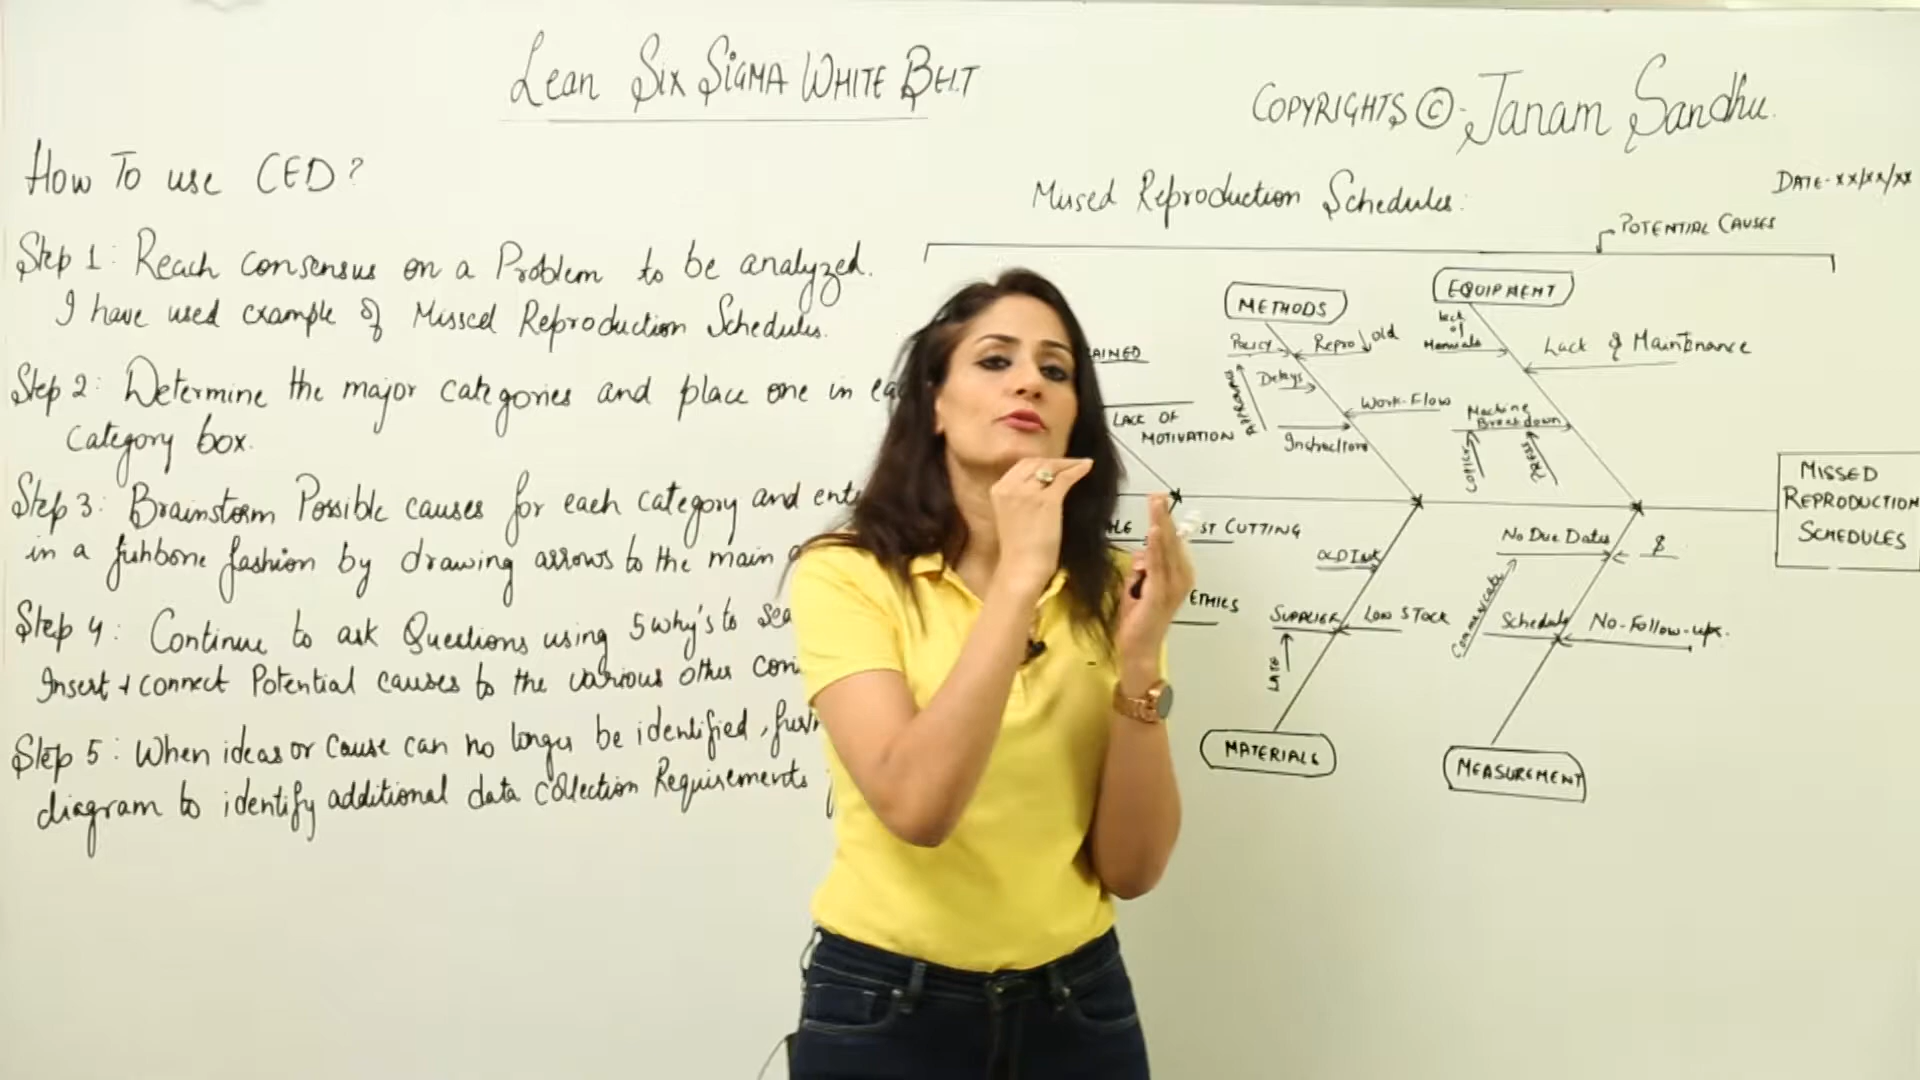 Lean Six Sigma White Belt
COPYRIGHTS © Janam Sandhu.
How To use CED?
Step 1: Reach consensus on a Problem to be analyzed.
I have used example of Missed Reproduction Schedules.
Step 2: Determine the major categories and place one in
category box.
Step 3: Brainstorm Possible causes for each category and
in a fishbone fashion by drawing arrows to the main
Step 4: Continue to ask Questions using 5 why's to
Insert + connect Potential causes to the various other
Step 5: When ideas or cause can no longer be identified,
diagram to identify additional data collection Requirements
Missed Reproduction Schedules:
DATE-XX/XX/XX
POTENTIAL CAUSES
METHODS
POLICY
Repro old
Delays
APPROVALS
Work-Flow
Instructions
EQUIPMENT
lack
of
Manuals
Lack of Maintenance
Machine
Breakdown
COPIER
PRESS
LACK OF
MOTIVATION
MISSED
REPRODUCTION
SCHEDULES
CUTTING
ETHICS
OLD INK
SUPPLIER
LOW STOCK
LATE
MATERIALS
No Due Dates
$
Communicate
Schedule
No-Follow-ups.
MEASUREMENT